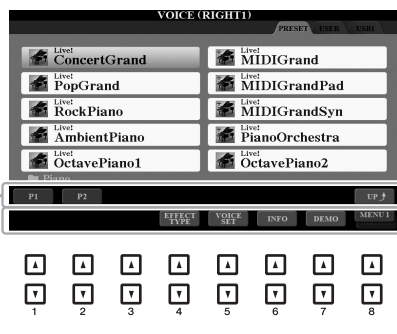 VOICE (RIGHT1)
PRESET USER USB1
Live!
ConcertGrand
Live!
MIDIGrand
Live!
PopGrand
Live!
MIDIGrandPad
Live!
RockPiano
Live!
MIDIGrandSyn
Live!
AmbientPiano
Live!
PianoOrchestra
Live!
OctavePiano1
Live!
OctavePiano2
Piano
P1 P2 UP
EFFECT TYPE
VOICE SET
INFO
DEMO
MENU 1
1 2 3 4 5 6 7 8